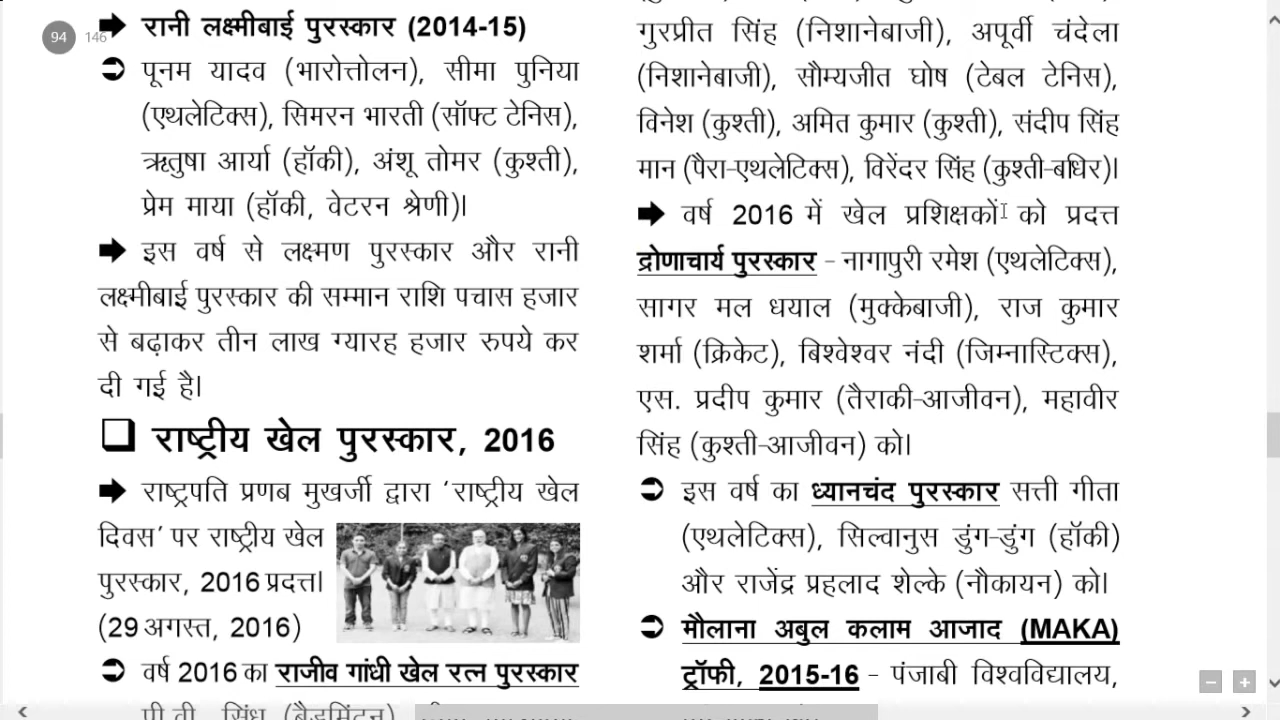 94 146
➡ रानी लक्ष्मीबाई पुरस्कार (2014-15)
➲ पूनम यादव (भारोत्तोलन), सीमा पुनिया
(एथलेटिक्स), सिमरन भारती (सॉफ्ट टेनिस),
ऋतुषा आर्या (हॉकी), अंशू तोमर (कुश्ती),
प्रेम माया (हॉकी, वेटरन श्रेणी)।
➡ इस वर्ष से लक्ष्मण पुरस्कार और रानी
लक्ष्मीबाई पुरस्कार की सम्मान राशि पचास हजार
से बढ़ाकर तीन लाख ग्यारह हजार रुपये कर
दी गई है।
❑ राष्ट्रीय खेल पुरस्कार, 2016
➡ राष्ट्रपति प्रणब मुखर्जी द्वारा 'राष्ट्रीय खेल
दिवस' पर राष्ट्रीय खेल
पुरस्कार, 2016 प्रदत्त।
(29 अगस्त, 2016)
➲ वर्ष 2016 का राजीव गांधी खेल रत्न पुरस्कार
पी.वी. सिंधु (बैडमिंटन)
गुरप्रीत सिंह (निशानेबाजी), अपूर्वी चंदेला
(निशानेबाजी), सौम्यजीत घोष (टेबल टेनिस),
विनेश (कुश्ती), अमित कुमार (कुश्ती), संदीप सिंह
मान (पैरा-एथलेटिक्स), विरेंदर सिंह (कुश्ती-बधिर)।
➡ वर्ष 2016 में खेल प्रशिक्षकों को प्रदत्त
द्रोणाचार्य पुरस्कार - नागापुरी रमेश (एथलेटिक्स),
सागर मल धयाल (मुक्केबाजी), राज कुमार
शर्मा (क्रिकेट), बिश्वेश्वर नंदी (जिम्नास्टिक्स),
एस. प्रदीप कुमार (तैराकी-आजीवन), महावीर
सिंह (कुश्ती-आजीवन) को।
➲ इस वर्ष का ध्यानचंद पुरस्कार सत्ती गीता
(एथलेटिक्स), सिल्वानुस डुंग-डुंग (हॉकी)
और राजेंद्र प्रहलाद शेल्के (नौकायन) को।
➲ मौलाना अबुल कलाम आजाद (MAKA)
ट्रॉफी, 2015-16 - पंजाबी विश्वविद्यालय,